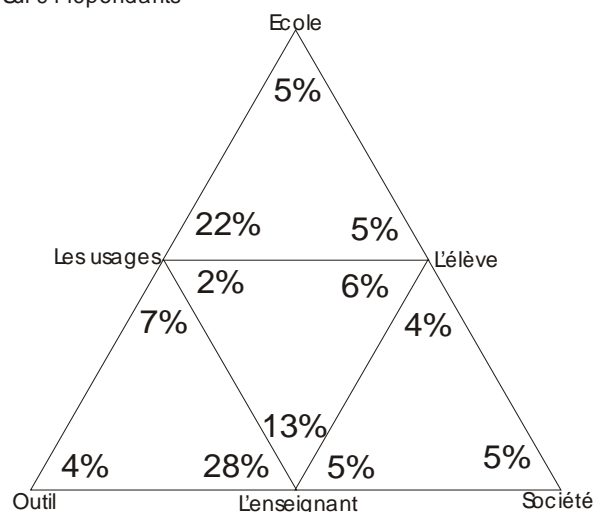 Ecole
5%
22% 5%
Les usages L'élève
2% 6%
7% 4%
13%
4% 28% 5% 5%
Outil L'enseignant Société